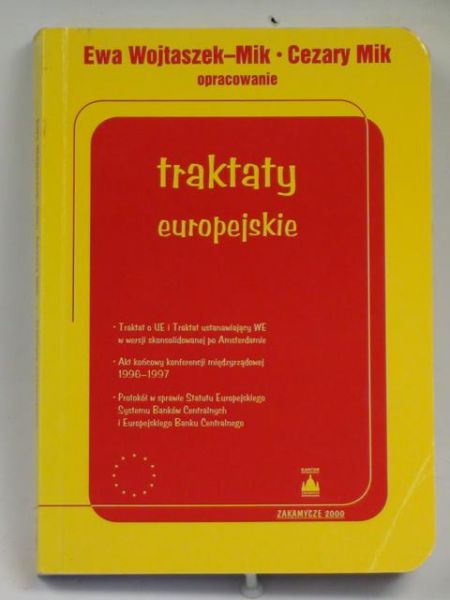 Ewa Wojtaszek–Mik • Cezary Mik
opracowanie
traktaty
europejskie
• Traktat o UE i Traktat ustanawiający WE
w wersji skonsolidowanej po Amsterdamie
• Akt końcowy konferencji międzyrządowej
1996–1997
• Protokół w sprawie Statutu Europejskiego
Systemu Banków Centralnych
i Europejskiego Banku Centralnego
KANTOR
ZAKAMYCZE 2000